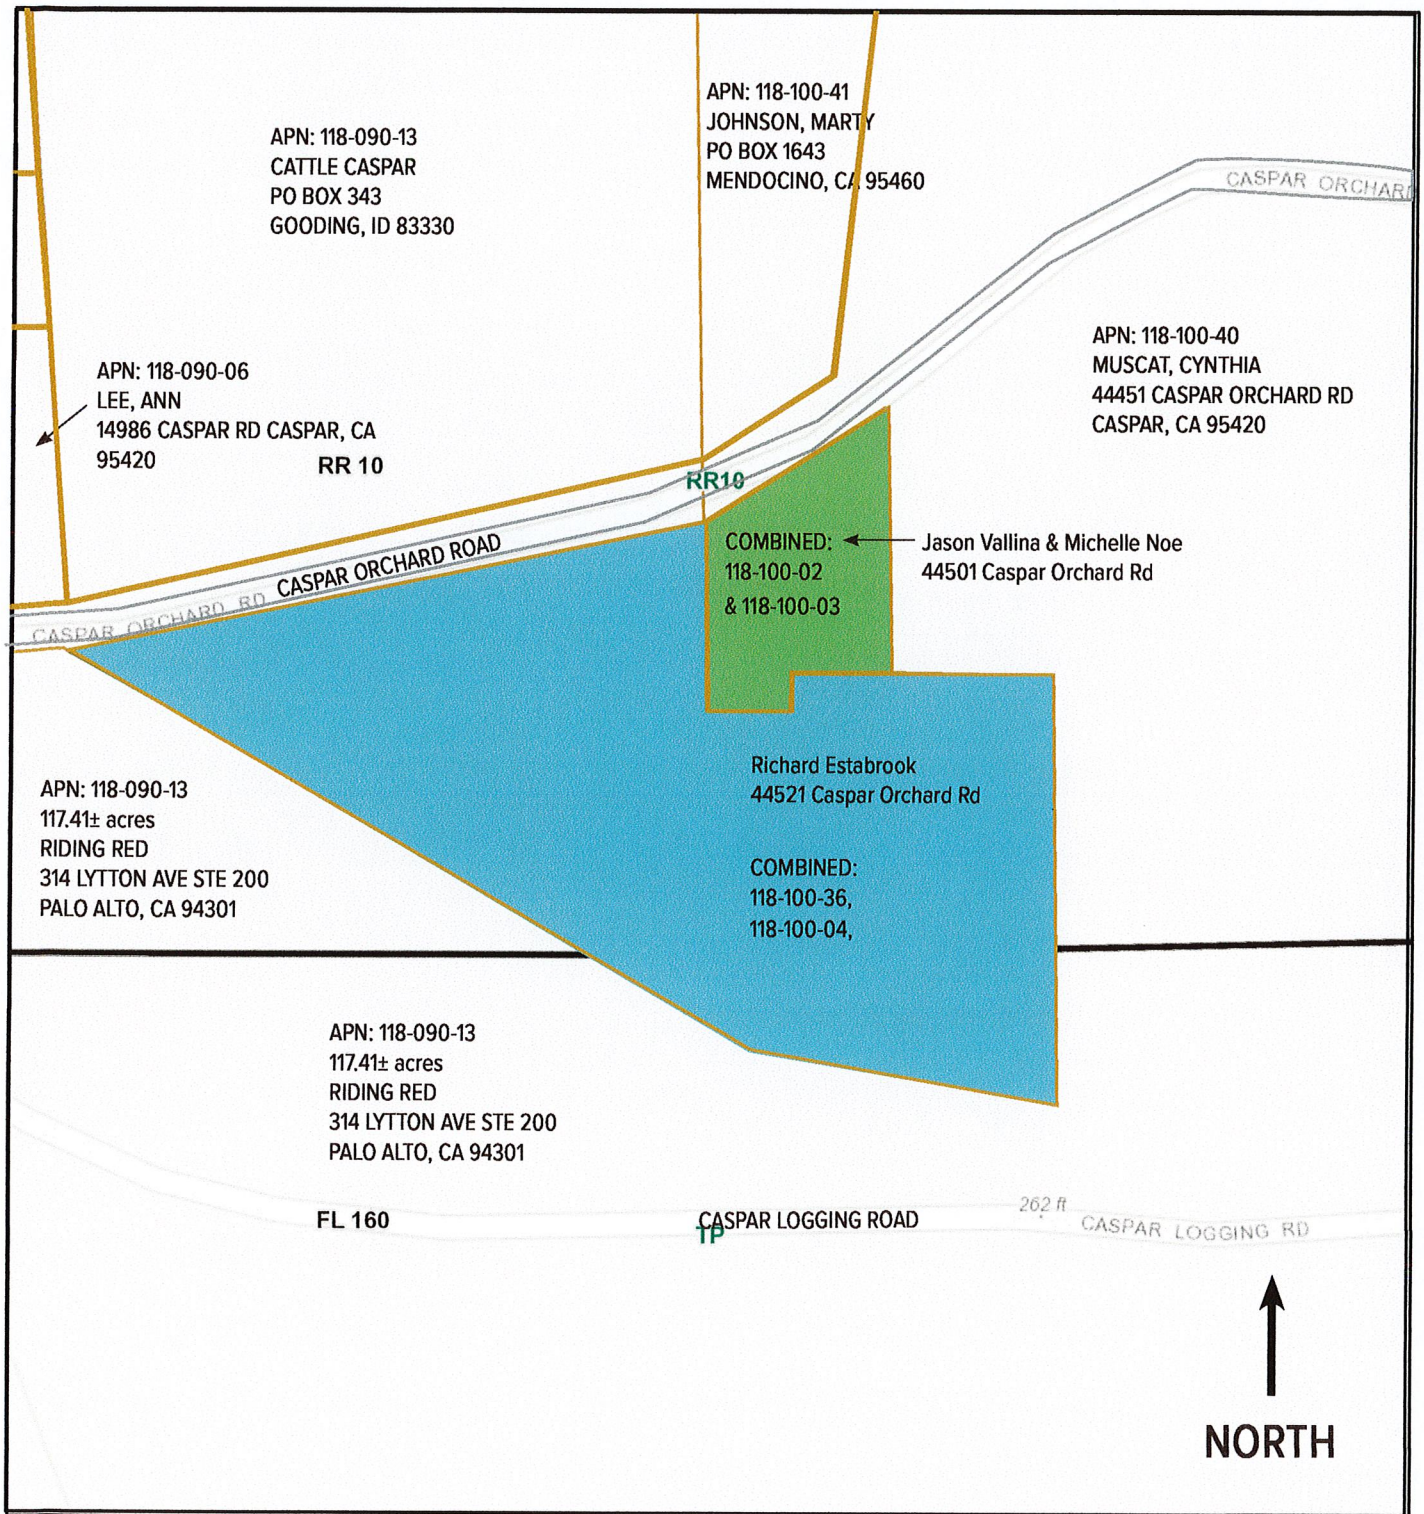 APN: 118-100-41
JOHNSON, MARTY
PO BOX 1643
MENDOCINO, CA 95460
APN: 118-090-13
CATTLE CASPAR
PO BOX 343
GOODING, ID 83330
CASPAR ORCHARD
APN: 118-100-40
MUSCAT, CYNTHIA
44451 CASPAR ORCHARD RD
CASPAR, CA 95420
APN: 118-090-06
LEE, ANN
14986 CASPAR RD CASPAR, CA
95420
RR 10
RR10
CASPAR ORCHARD ROAD
CASPAR ORCHARD RD
COMBINED:
118-100-02
& 118-100-03
Jason Vallina & Michelle Noe
44501 Caspar Orchard Rd
Richard Estabrook
44521 Caspar Orchard Rd
COMBINED:
118-100-36,
118-100-04,
APN: 118-090-13
117.41± acres
RIDING RED
314 LYTTON AVE STE 200
PALO ALTO, CA 94301
APN: 118-090-13
117.41± acres
RIDING RED
314 LYTTON AVE STE 200
PALO ALTO, CA 94301
FL 160
CASPAR LOGGING ROAD
TP
262 ft
CASPAR LOGGING RD
NORTH